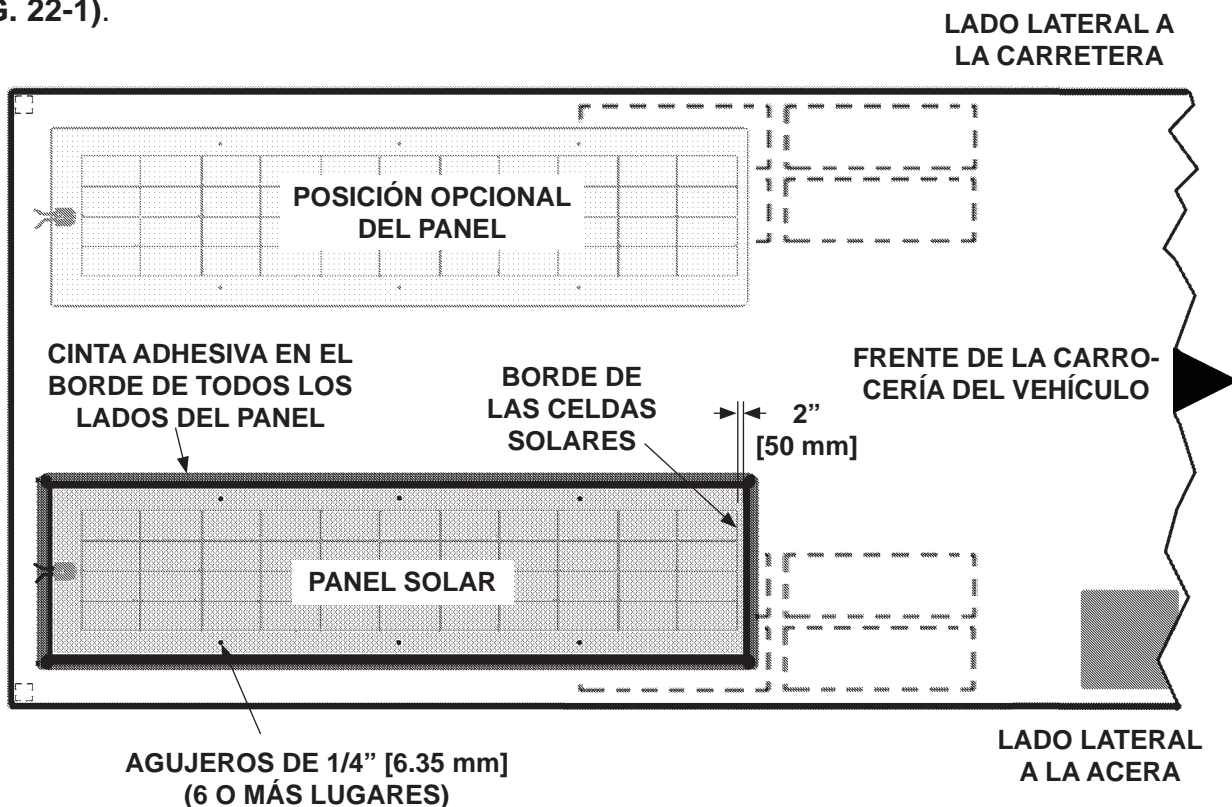 G. 22-1).
LADO LATERAL A
LA CARRETERA
POSICIÓN OPCIONAL
DEL PANEL
CINTA ADHESIVA EN EL
BORDE DE TODOS LOS
LADOS DEL PANEL
BORDE DE
LAS CELDAS
SOLARES
2”
[50 mm]
FRENTE DE LA CARRO-
CERÍA DEL VEHÍCULO
PANEL SOLAR
AGUJEROS DE 1/4” [6.35 mm]
(6 O MÁS LUGARES)
LADO LATERAL
A LA ACERA